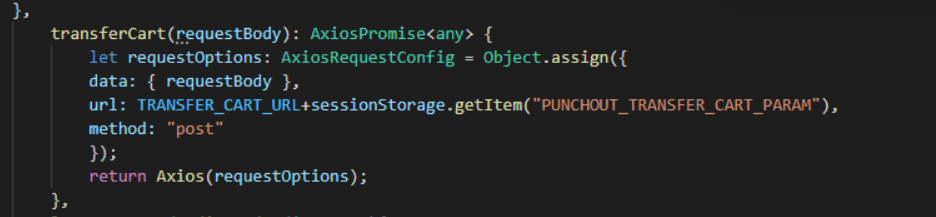 },
transferCart(requestBody): AxiosPromise<any> {
let requestOptions: AxiosRequestConfig = Object.assign({
data: { requestBody },
url: TRANSFER_CART_URL+sessionStorage.getItem("PUNCHOUT_TRANSFER_CART_PARAM"),
method: "post"
});
return Axios(requestOptions);
},